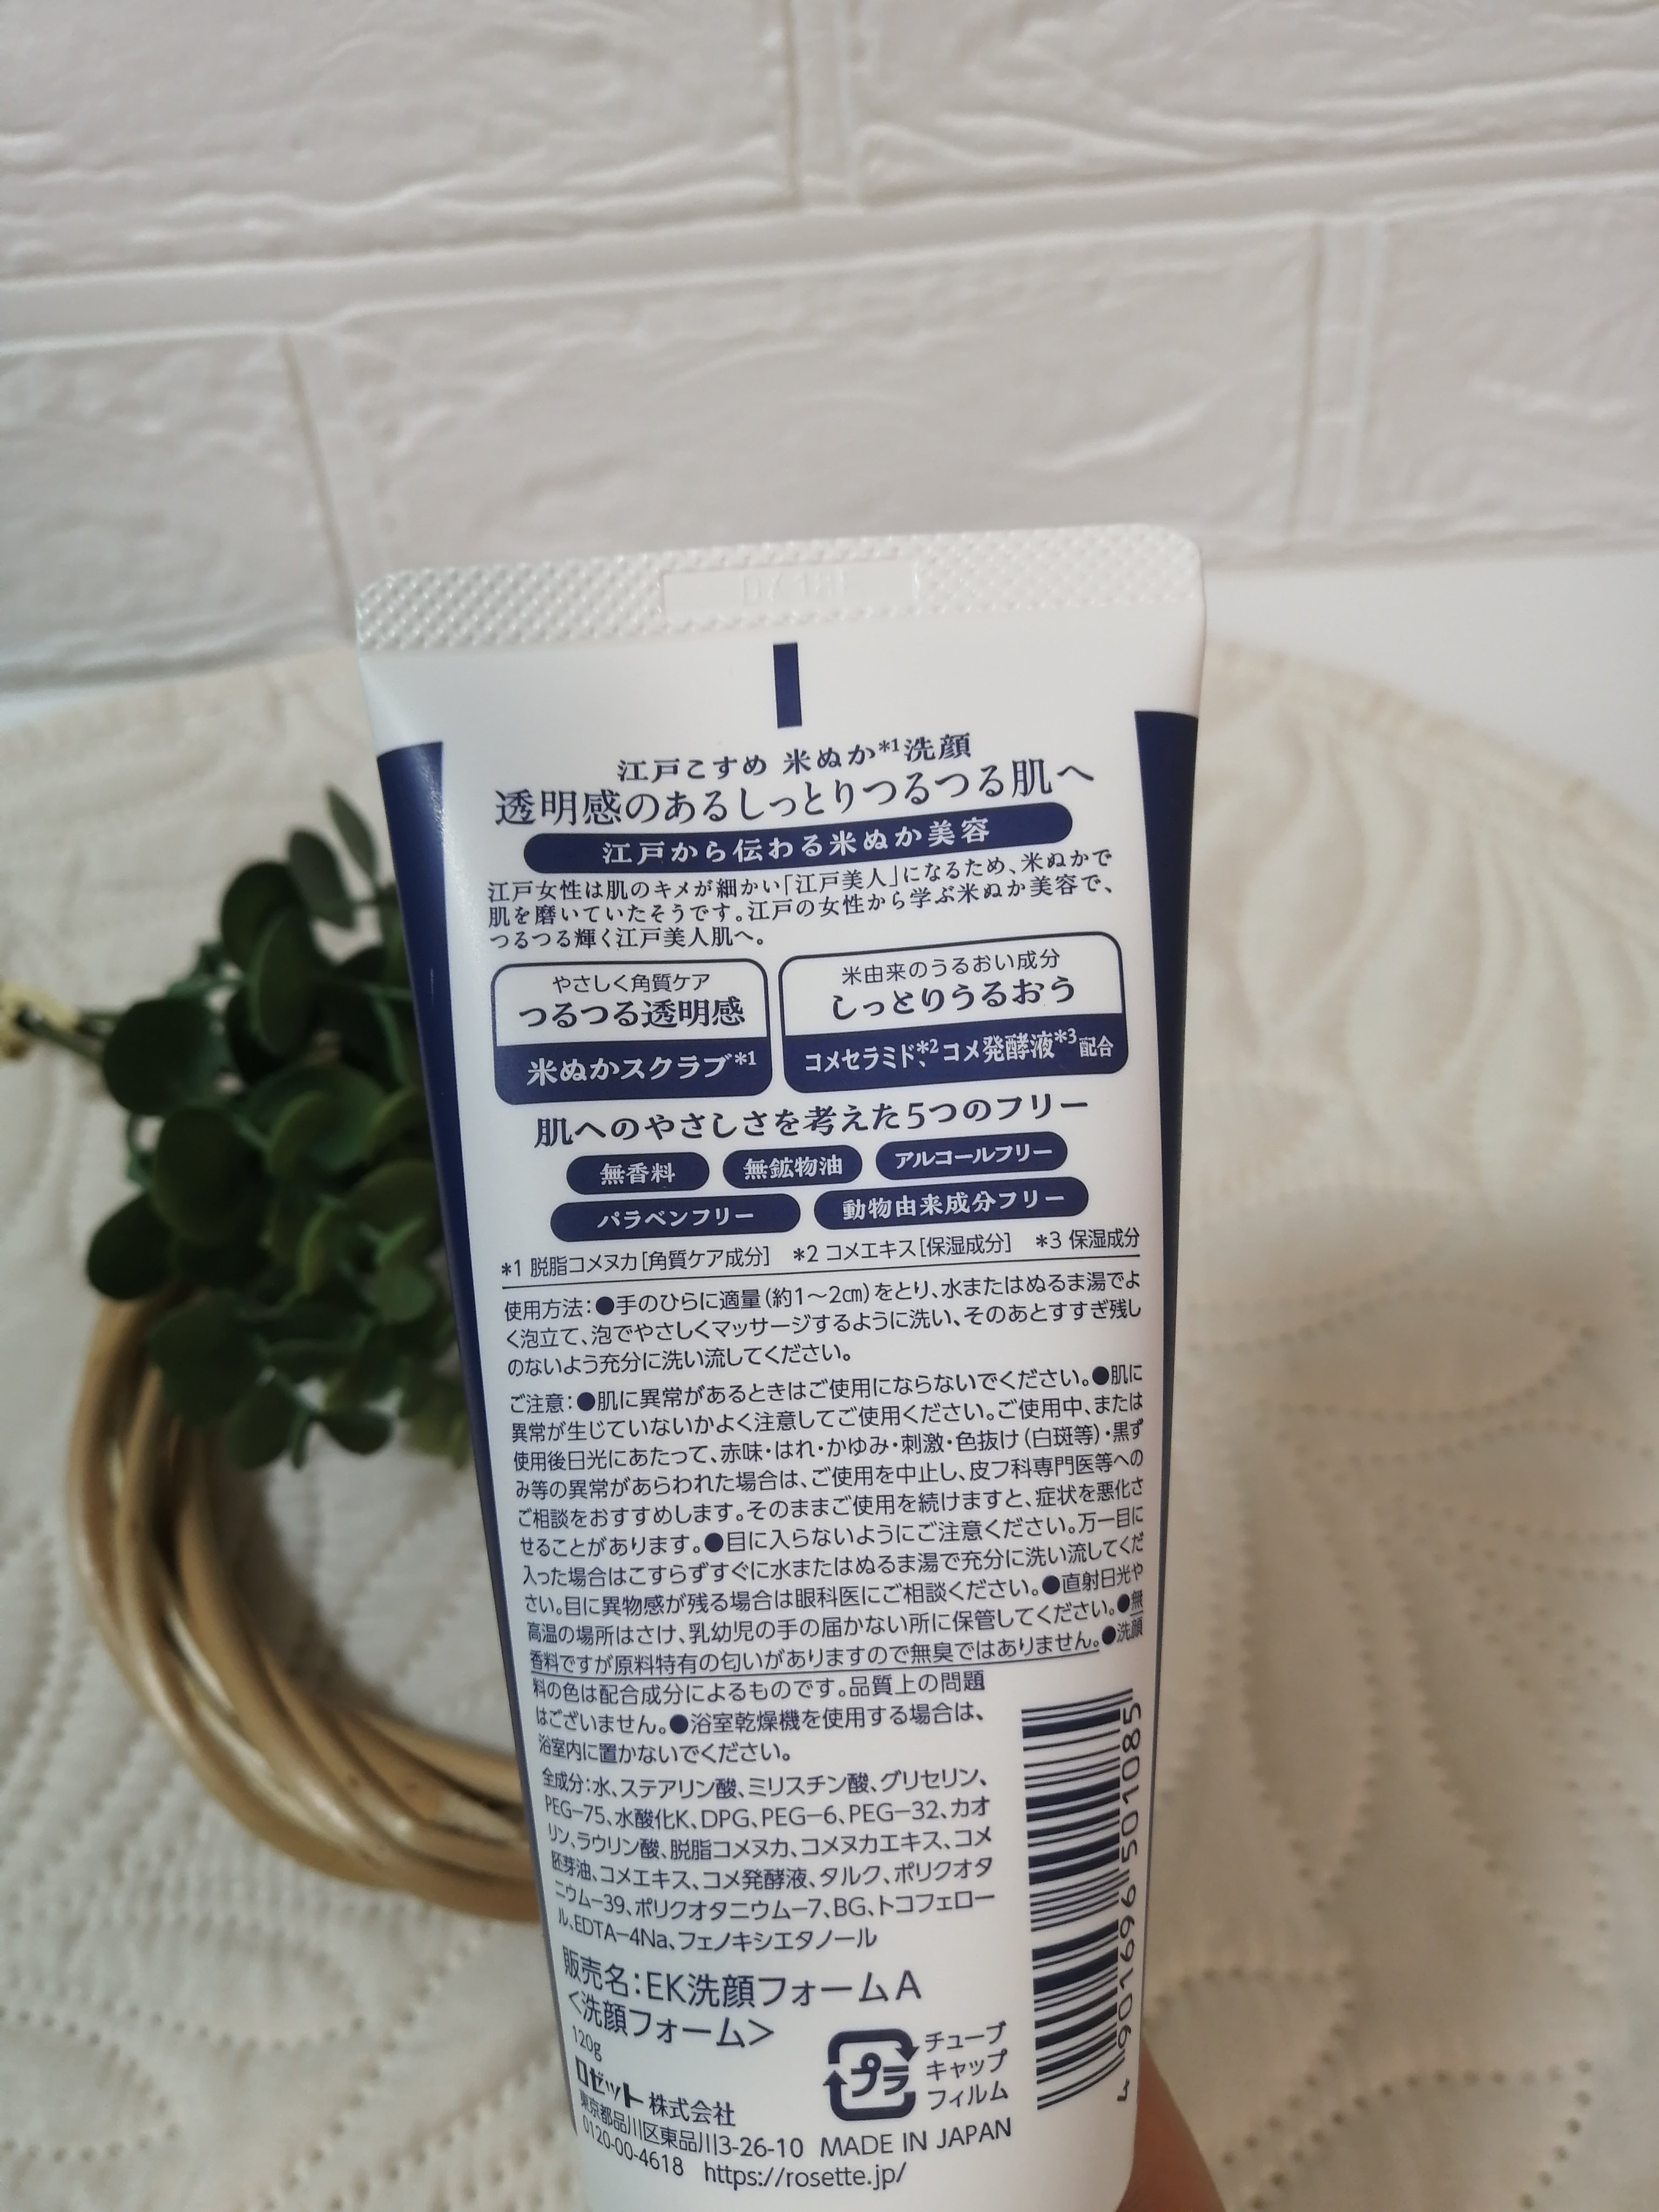 江戸こすめ 米ぬか*1洗顔
透明感のあるしっとりつるつる肌へ
江戸から伝わる米ぬか美容
江戸女性は肌のキメが細かい「江戸美人」になるため、米ぬかで
肌を磨いていたそうです。江戸の女性から学ぶ米ぬか美容で、
つるつる輝く江戸美人肌へ。
やさしく角質ケア
つるつる透明感
米ぬかスクラブ*1
米由来のうるおい成分
しっとりうるおう
コメセラミド*2、コメ発酵液*3配合
肌へのやさしさを考えた5つのフリー
無香料 無鉱物油 アルコールフリー
パラベンフリー 動物由来成分フリー
*1 脱脂コメヌカ[角質ケア成分] *2 コメエキス[保湿成分] *3 保湿成分
使用方法:●手のひらに適量(約1〜2㎝)をとり、水またはぬるま湯でよ
く泡立て、泡でやさしくマッサージするように洗い、そのあとすすぎ残し
のないよう充分に洗い流してください。
ご注意:●肌に異常があるときはご使用にならないでください。●肌に
異常が生じていないかよく注意してご使用ください。ご使用中、または
使用後日光にあたって、赤味・はれ・かゆみ・刺激・色抜け(白斑等)・黒ず
み等の異常があらわれた場合は、ご使用を中止し、皮フ科専門医等への
ご相談をおすすめします。そのままご使用を続けますと、症状を悪化さ
せることがあります。●目に入らないようにご注意ください。万一目に
入った場合はこすらずすぐに水またはぬるま湯で充分に洗い流してくだ
さい。目に異物感が残る場合は眼科医にご相談ください。●直射日光や
高温の場所はさけ、乳幼児の手の届かない所に保管してください。●無
香料ですが原料特有の匂いがありますので無臭ではありません。●洗顔
料の色は配合成分によるものです。品質上の問題
はございません。●浴室乾燥機を使用する場合は、
浴室内に置かないでください。
全成分:水、ステアリン酸、ミリスチン酸、グリセリン、
PEG-75、水酸化K、DPG、PEG-6、PEG-32、カオ
リン、ラウリン酸、脱脂コメヌカ、コメヌカエキス、コメ
胚芽油、コメエキス、コメ発酵液、タルク、ポリクオタ
ニウム-39、ポリクオタニウム-7、BG、トコフェロー
ル、EDTA-4Na、フェノキシエタノール
販売名:EK洗顔フォームA
<洗顔フォーム>
120g
ロゼット株式会社
東京都品川区東品川3-26-10 MADE IN JAPAN
0120-00-4618 https://rosette.jp/
プラ
チューブ
キャップ
フィルム
4 901696 501085